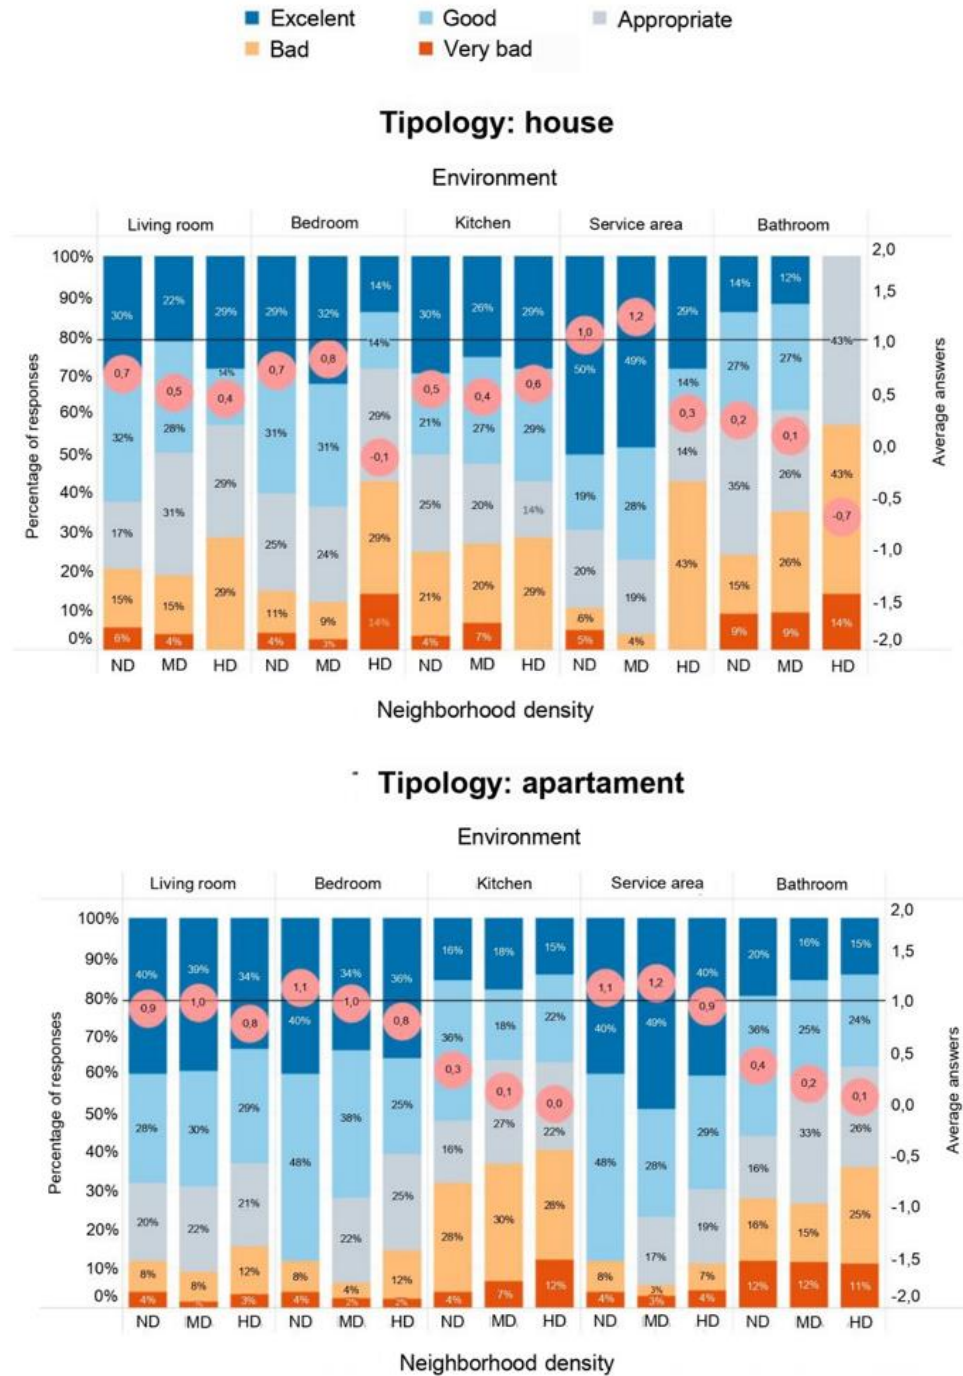 Excelent Good Appropriate
Bad Very bad
Tipology: house
Environment
Living room Bedroom Kitchen Service area Bathroom
100% 2,0
90% 1,5
80% 1,0
70% 0,5
60% 0,0
50% -0,5
40% -1,0
30% -1,5
20% -2,0
10%
0%
Percentage of responses
Average answers
30% 22% 29% 29% 32% 14% 30% 26% 29% 50% 49% 29% 14% 12% 43%
32% 28% 14% 31% 31% 14% 21% 27% 29% 19% 28% 14% 27% 27% 43%
17% 31% 29% 25% 24% 29% 25% 20% 14% 20% 19% 14% 35% 26% 14%
15% 15% 29% 11% 9% 29% 21% 20% 29% 6% 4% 43% 15% 26%
6% 4% 4% 3% 14% 4% 7% 5% 9% 9%
0,7 0,5 0,4 0,7 0,8 -0,1 0,5 0,4 0,6 1,0 1,2 0,3 0,2 0,1 -0,7
ND MD HD ND MD HD ND MD HD ND MD HD ND MD HD
Neighborhood density
Tipology: apartament
Environment
Living room Bedroom Kitchen Service area Bathroom
100% 2,0
90% 1,5
80% 1,0
70% 0,5
60% 0,0
50% -0,5
40% -1,0
30% -1,5
20% -2,0
10%
0%
Percentage of responses
Average answers
40% 39% 34% 40% 34% 36% 16% 18% 15% 40% 49% 40% 20% 16% 15%
28% 30% 29% 48% 38% 25% 36% 18% 22% 48% 28% 29% 36% 25% 24%
20% 22% 21% 22% 25% 16% 27% 22% 17% 19% 16% 33% 26%
8% 8% 12% 8% 4% 12% 28% 30% 28% 8% 3% 7% 16% 15% 25%
4% 3% 4% 2% 2% 4% 7% 12% 4% 3% 4% 12% 12% 11%
0,9 1,0 0,8 1,1 1,0 0,8 0,3 0,1 0,0 1,1 1,2 0,9 0,4 0,2 0,1
ND MD HD ND MD HD ND MD HD ND MD HD ND MD HD
Neighborhood density